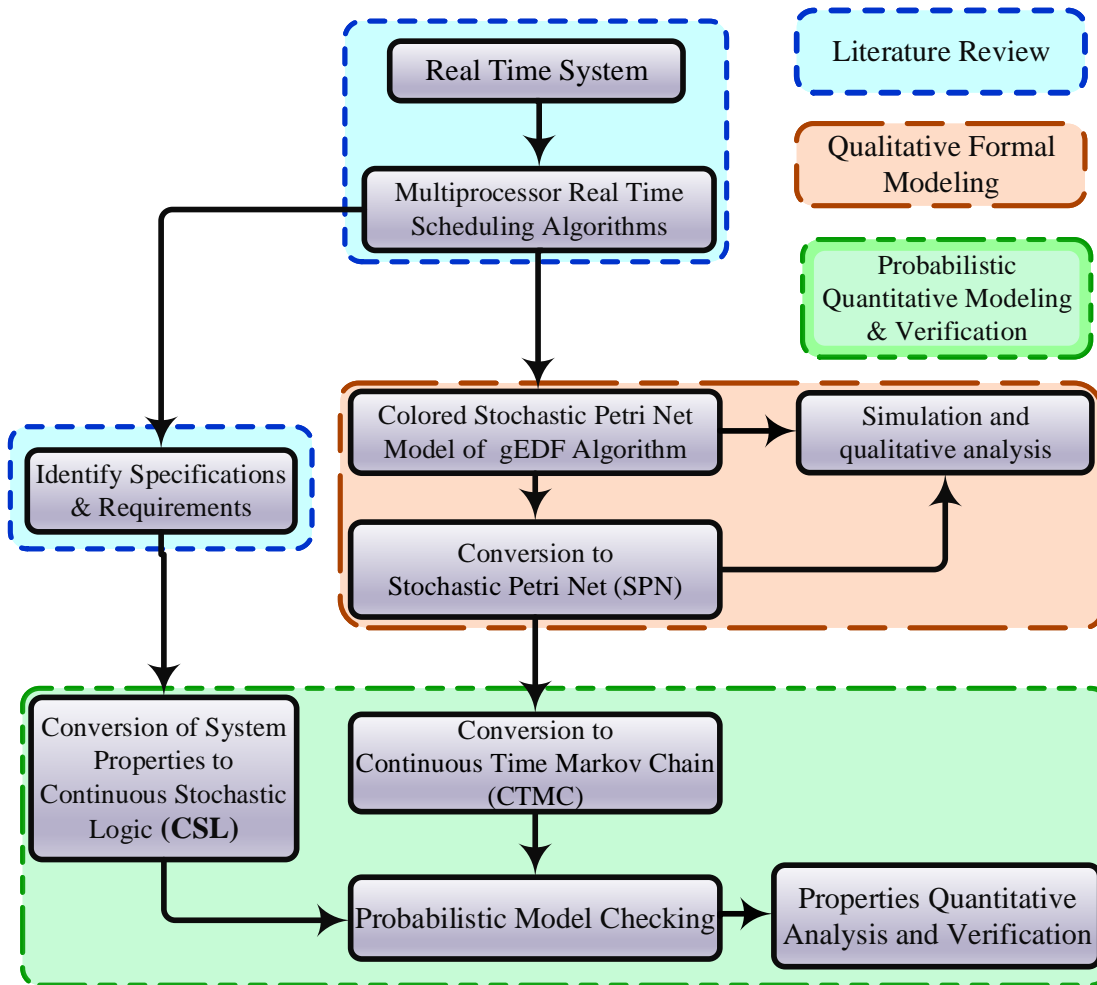 Real Time System
Literature Review
Qualitative Formal
Modeling
Multiprocessor Real Time
Scheduling Algorithms
Probabilistic
Quantitative Modeling
& Verification
Colored Stochastic Petri Net
Model of gEDF Algorithm
Simulation and
qualitative analysis
Identify Specifications
& Requirements
Conversion to
Stochastic Petri Net (SPN)
Conversion of System
Properties to
Continuous Stochastic
Logic (CSL)
Conversion to
Continuous Time Markov Chain
(CTMC)
Probabilistic Model Checking
Properties Quantitative
Analysis and Verification